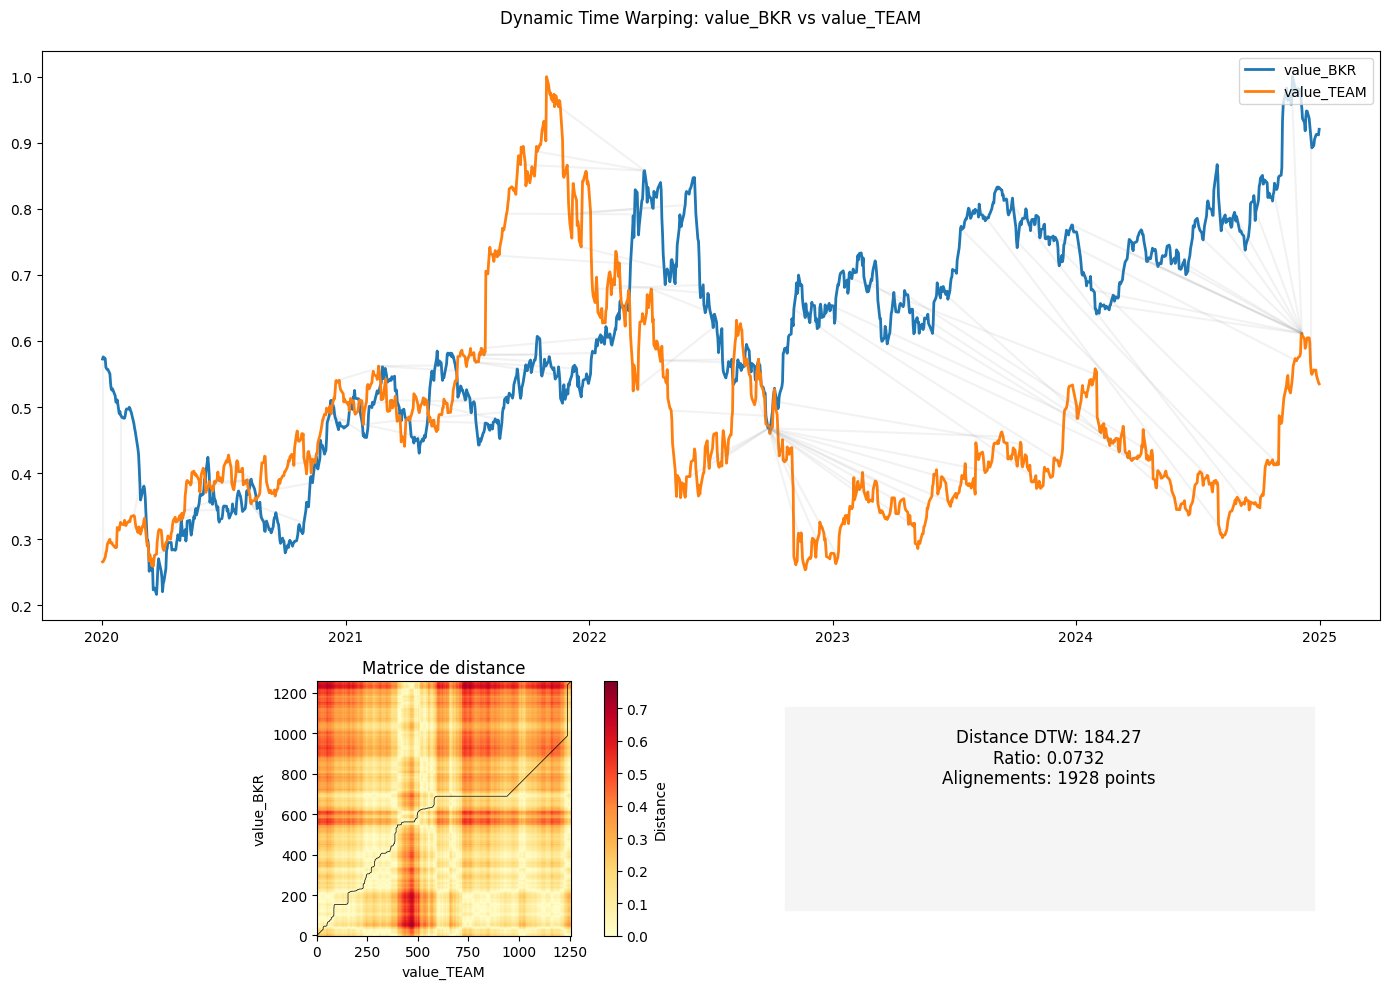 Dynamic Time Warping: value_BKR vs value_TEAM
value_BKR
value_TEAM
1.0
0.9
0.8
0.7
0.6
0.5
0.4
0.3
0.2
2020 2021 2022 2023 2024 2025
Matrice de distance
value_BKR
1200
1000
800
600
400
200
0
0 250 500 750 1000 1250
value_TEAM
0.7
0.6
0.5
0.4
0.3
0.2
0.1
0.0
Distance
Distance DTW: 184.27
Ratio: 0.0732
Alignements: 1928 points